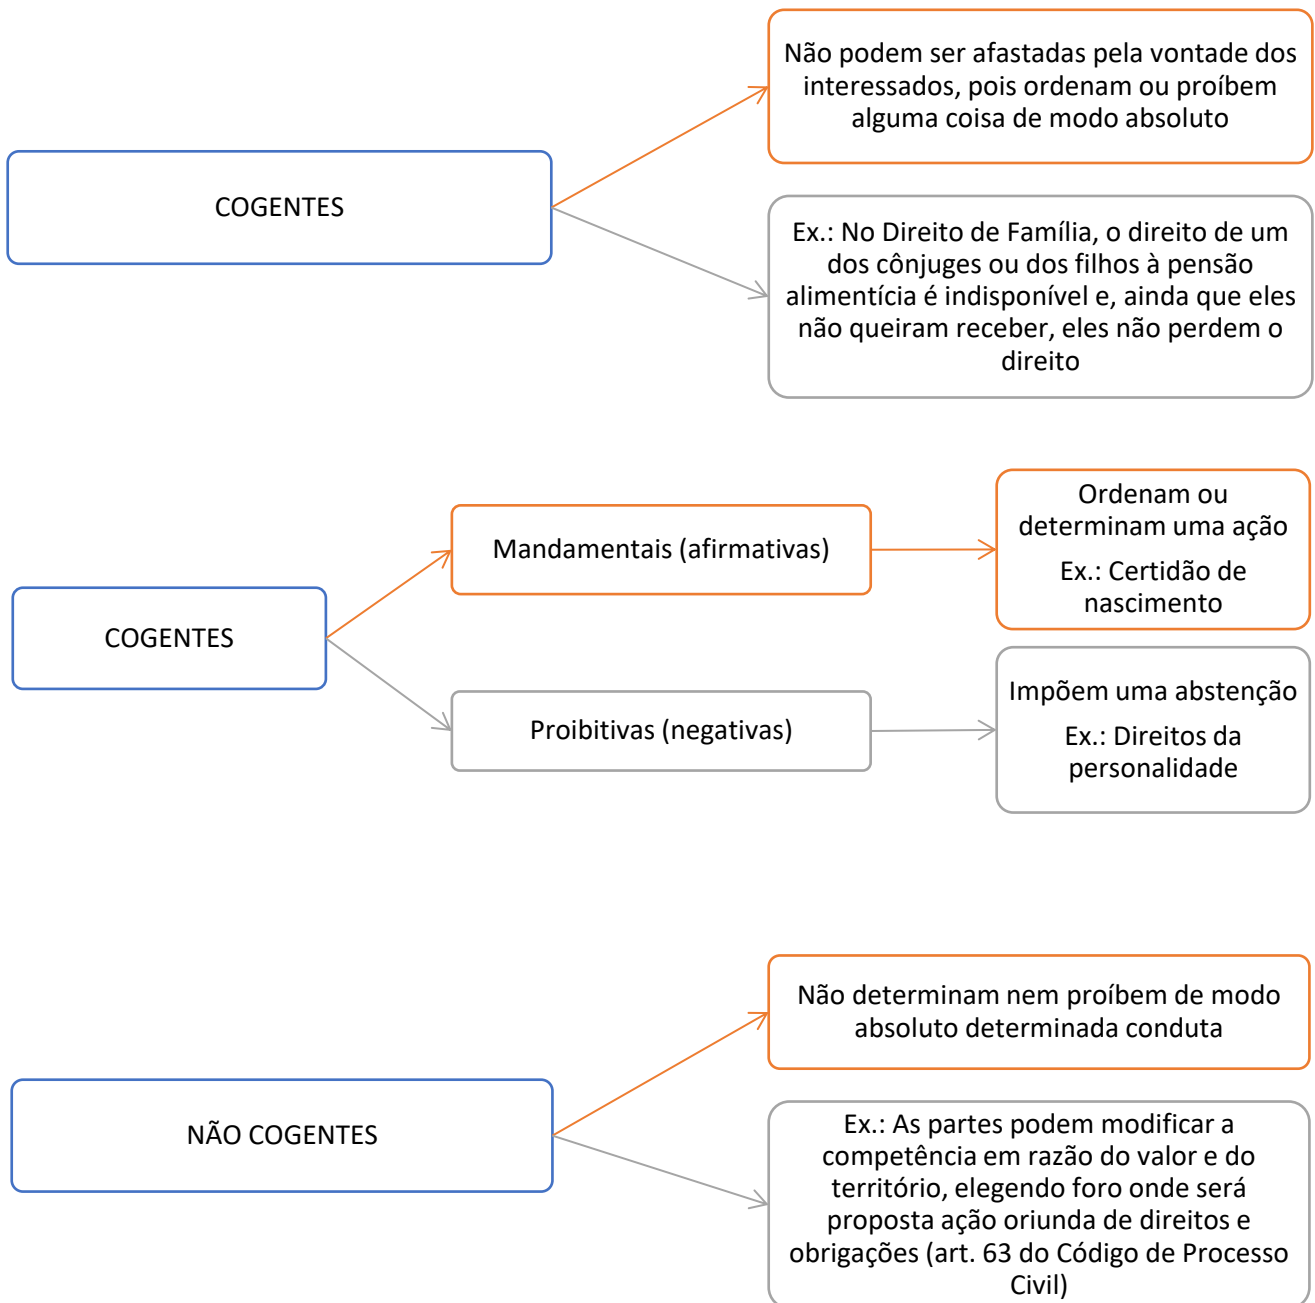 Não podem ser afastadas pela vontade dos
interessados, pois ordenam ou proíbem
alguma coisa de modo absoluto
COGENTES
Ex.: No Direito de Família, o direito de um
dos cônjuges ou dos filhos à pensão
alimentícia é indisponível e, ainda que eles
não queiram receber, eles não perdem o
direito
Ordenam ou
determinam uma ação
Ex.: Certidão de
nascimento
Mandamentais (afirmativas)
COGENTES
Proibitivas (negativas)
Impõem uma abstenção
Ex.: Direitos da
personalidade
Não determinam nem proíbem de modo
absoluto determinada conduta
NÃO COGENTES
Ex.: As partes podem modificar a
competência em razão do valor e do
território, elegendo foro onde será
proposta ação oriunda de direitos e
obrigações (art. 63 do Código de Processo
Civil)